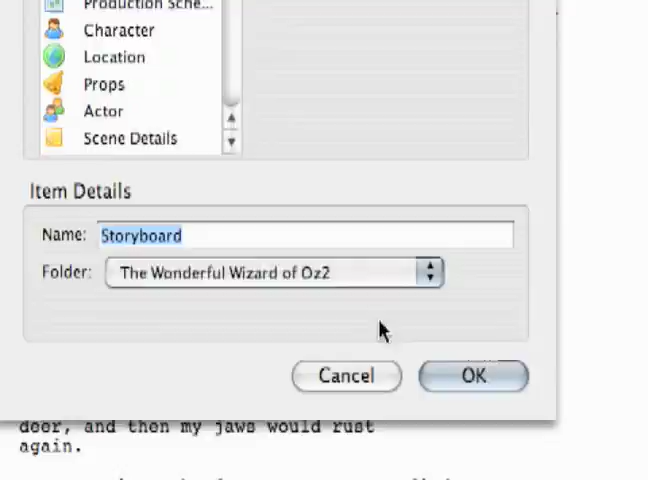 Production Sche...
Character
Location
Props
Actor
Scene Details
Item Details
Name: Storyboard
Folder: The Wonderful Wizard of Oz2
Cancel OK
deer, and then my jaws would rust
again.